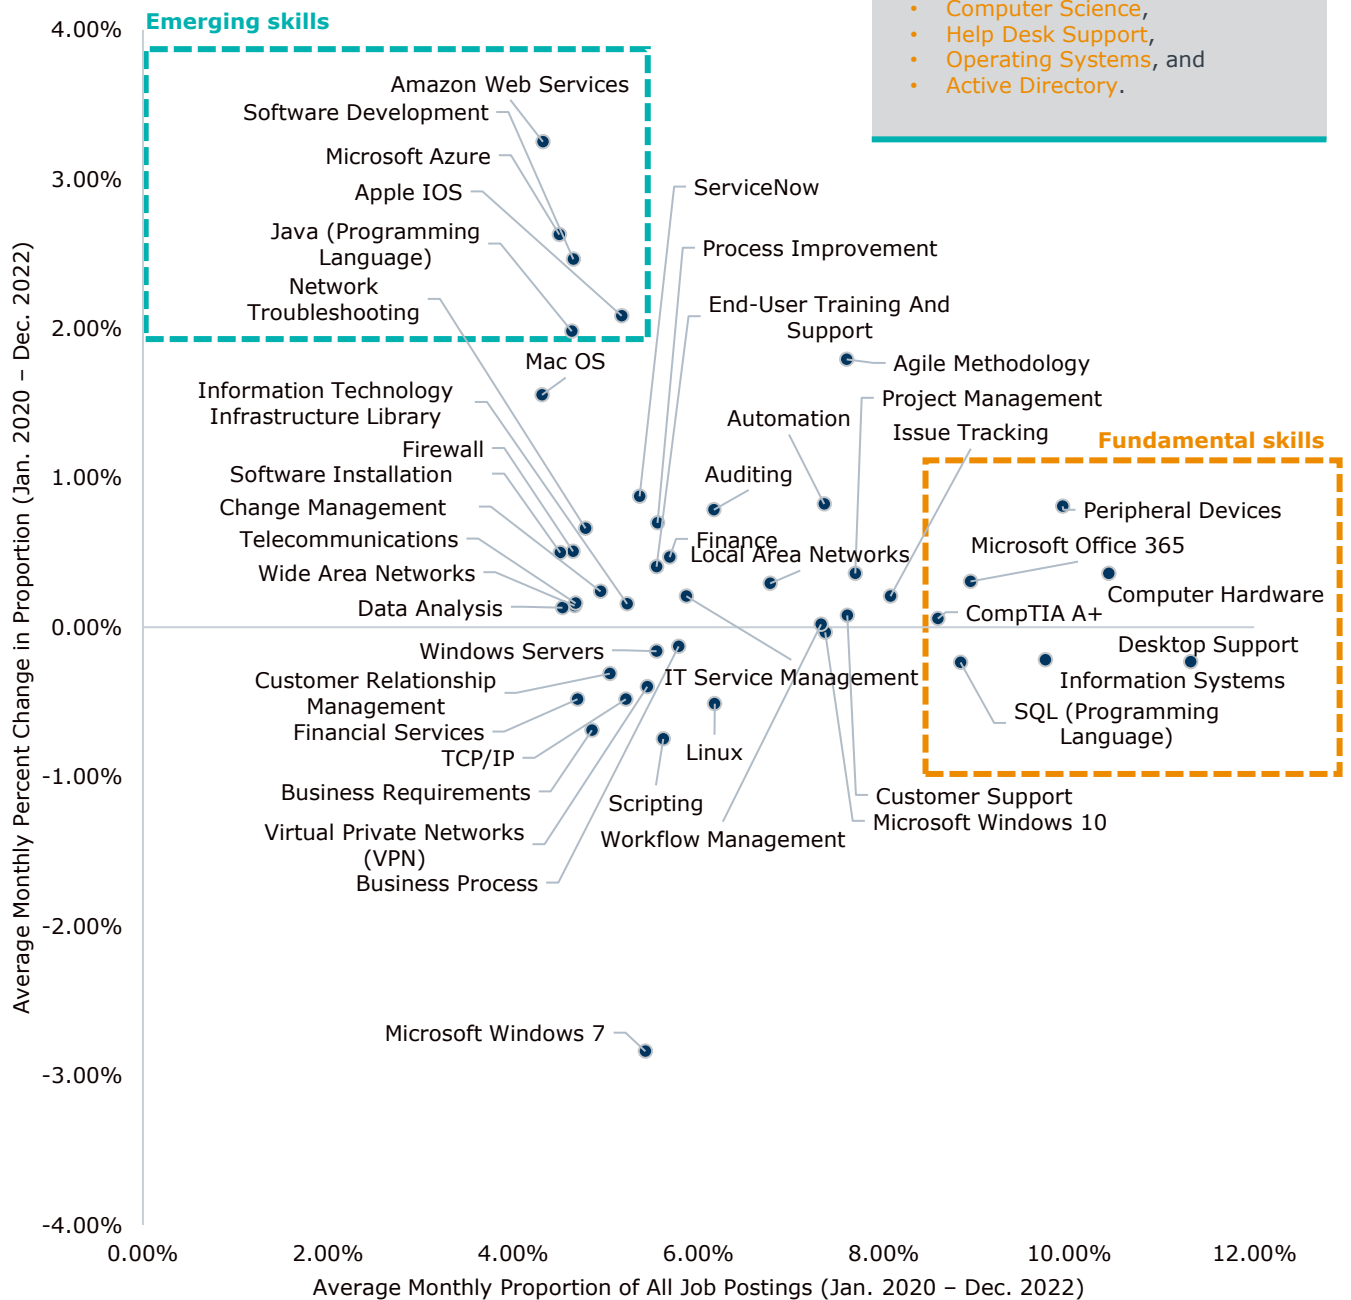 Emerging skills
• Computer Science,
• Help Desk Support,
• Operating Systems, and
• Active Directory.
4.00%
3.00%
2.00%
1.00%
0.00%
-1.00%
-2.00%
-3.00%
-4.00%
Average Monthly Percent Change in Proportion (Jan. 2020 – Dec. 2022)
Amazon Web Services
Software Development
Microsoft Azure
Apple IOS
Java (Programming
Language)
Network
Troubleshooting
Mac OS
Information Technology
Infrastructure Library
Firewall
Software Installation
Change Management
Telecommunications
Wide Area Networks
Data Analysis
ServiceNow
Process Improvement
End-User Training And
Support
Agile Methodology
Project Management
Automation
Issue Tracking
Auditing
Finance
Local Area Networks
Fundamental skills
Peripheral Devices
Microsoft Office 365
Computer Hardware
CompTIA A+
Desktop Support
Information Systems
SQL (Programming
Language)
Windows Servers
IT Service Management
Customer Relationship
Management
Financial Services
TCP/IP
Linux
Business Requirements
Scripting
Customer Support
Microsoft Windows 10
Virtual Private Networks
(VPN)
Workflow Management
Business Process
Microsoft Windows 7
0.00%
2.00%
4.00%
6.00%
8.00%
10.00%
12.00%
Average Monthly Proportion of All Job Postings (Jan. 2020 – Dec. 2022)